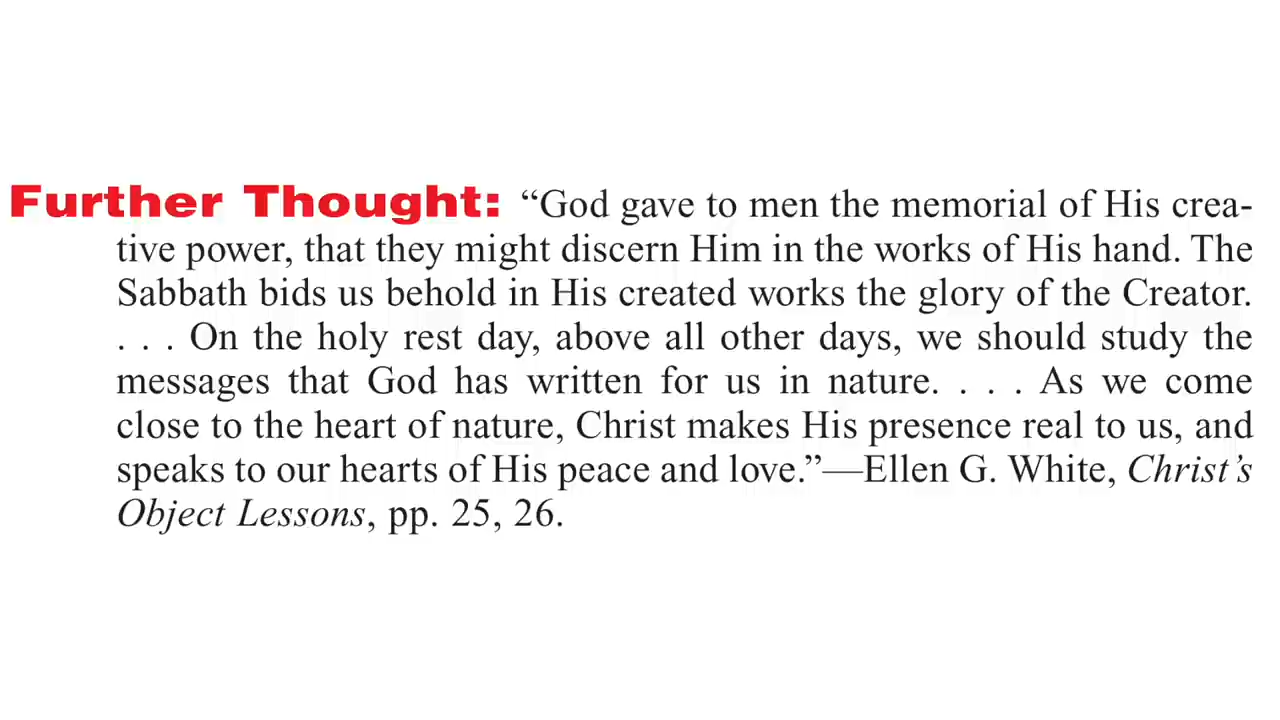 Further Thought: “God gave to men the memorial of His crea-
tive power, that they might discern Him in the works of His hand. The
Sabbath bids us behold in His created works the glory of the Creator.
. . . On the holy rest day, above all other days, we should study the
messages that God has written for us in nature. . . . As we come
close to the heart of nature, Christ makes His presence real to us, and
speaks to our hearts of His peace and love.”—Ellen G. White, Christ’s
Object Lessons, pp. 25, 26.